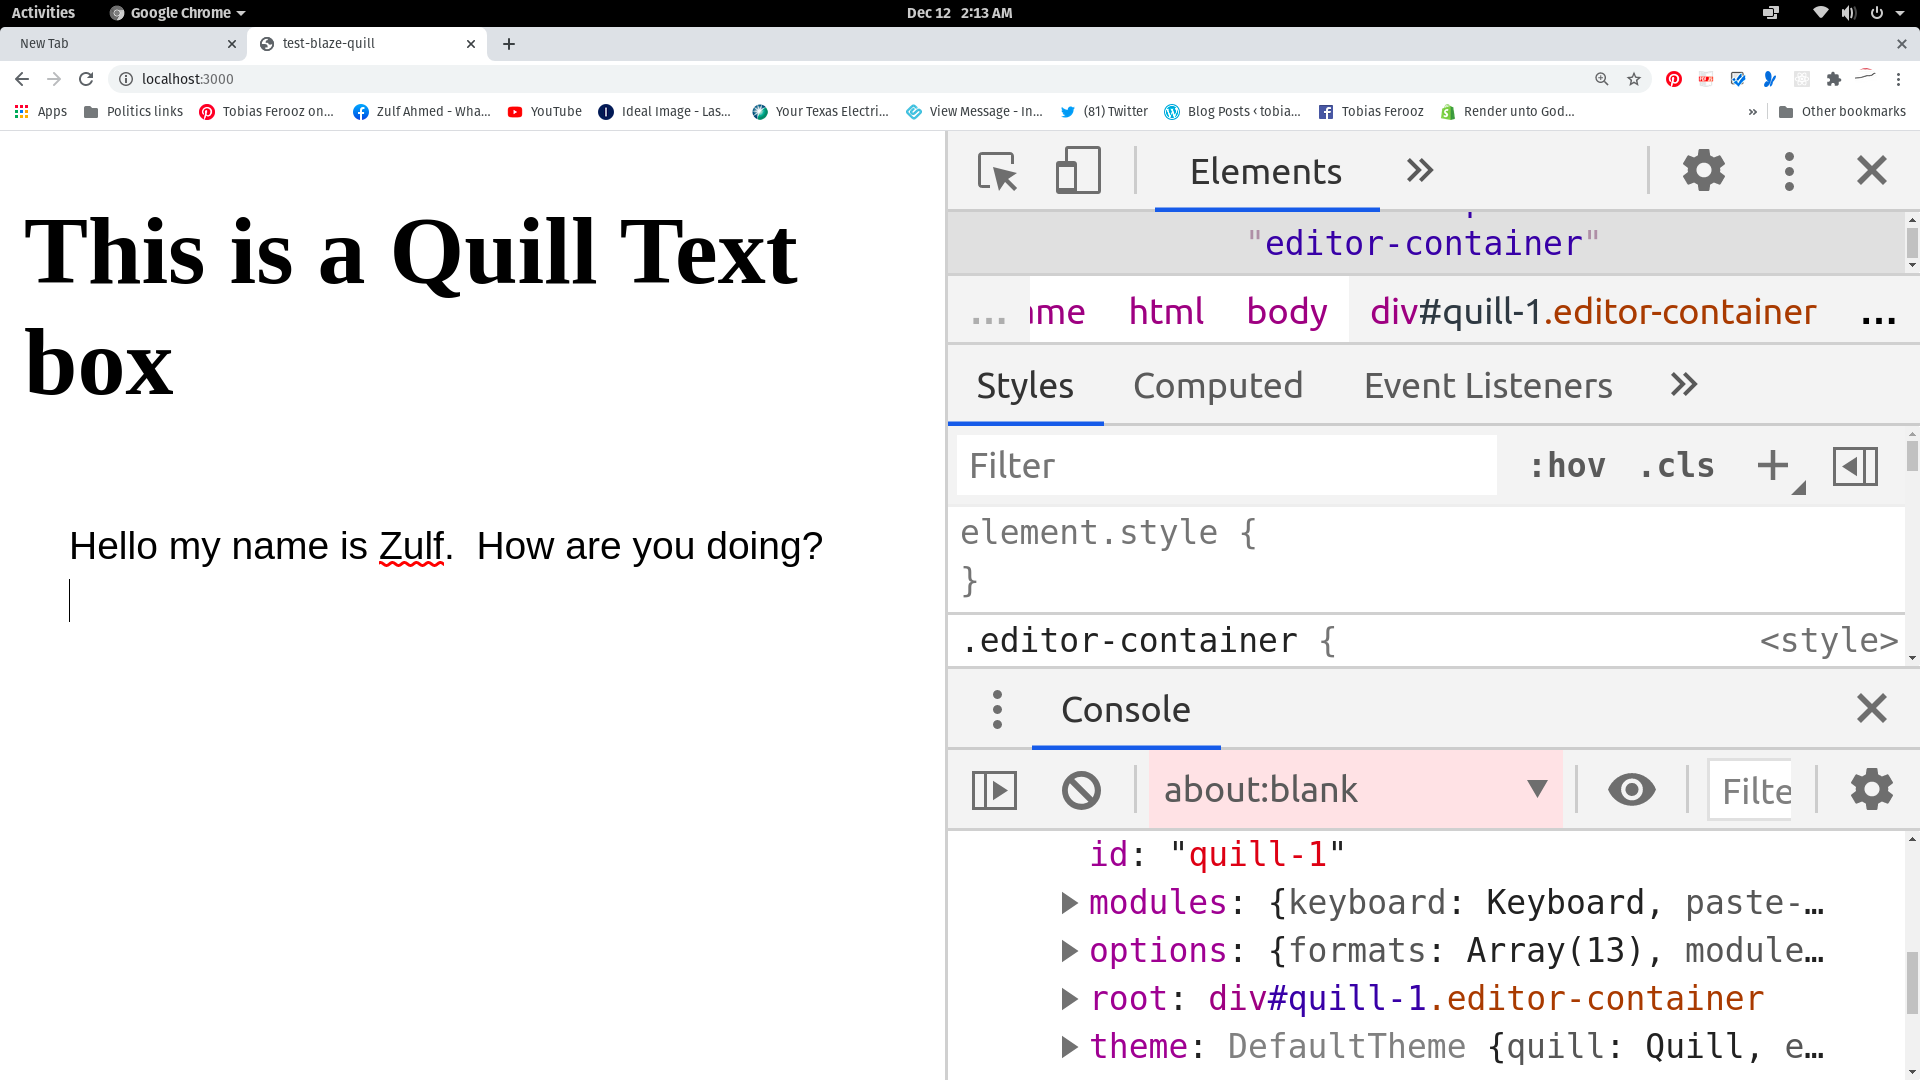 Activities Google Chrome Dec 12 2:13 AM
New Tab test-blaze-quill
localhost:3000
Apps Politics links Tobias Ferooz on... Zulf Ahmed - Wha... YouTube Ideal Image - Las... Your Texas Electri... View Message - In... (81) Twitter Blog Posts ‹ tobia... Tobias Ferooz Render unto God... » Other bookmarks
This is a Quill Text
box
Hello my name is Zulf.  How are you doing?
Elements
"editor-container"
... me html body div#quill-1.editor-container ...
Styles Computed Event Listeners
Filter :hov .cls
element.style {
}
.editor-container { <style>
Console
about:blank Filte
id: "quill-1"
modules: {keyboard: Keyboard, paste-…
options: {formats: Array(13), module…
root: div#quill-1.editor-container
theme: DefaultTheme {quill: Quill, e…